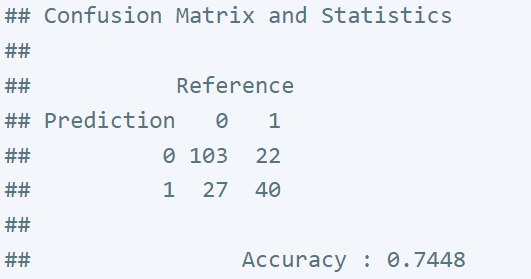 ## Confusion Matrix and Statistics
##
##           Reference
## Prediction   0   1
##          0 103  22
##          1  27  40
##
##                Accuracy : 0.7448